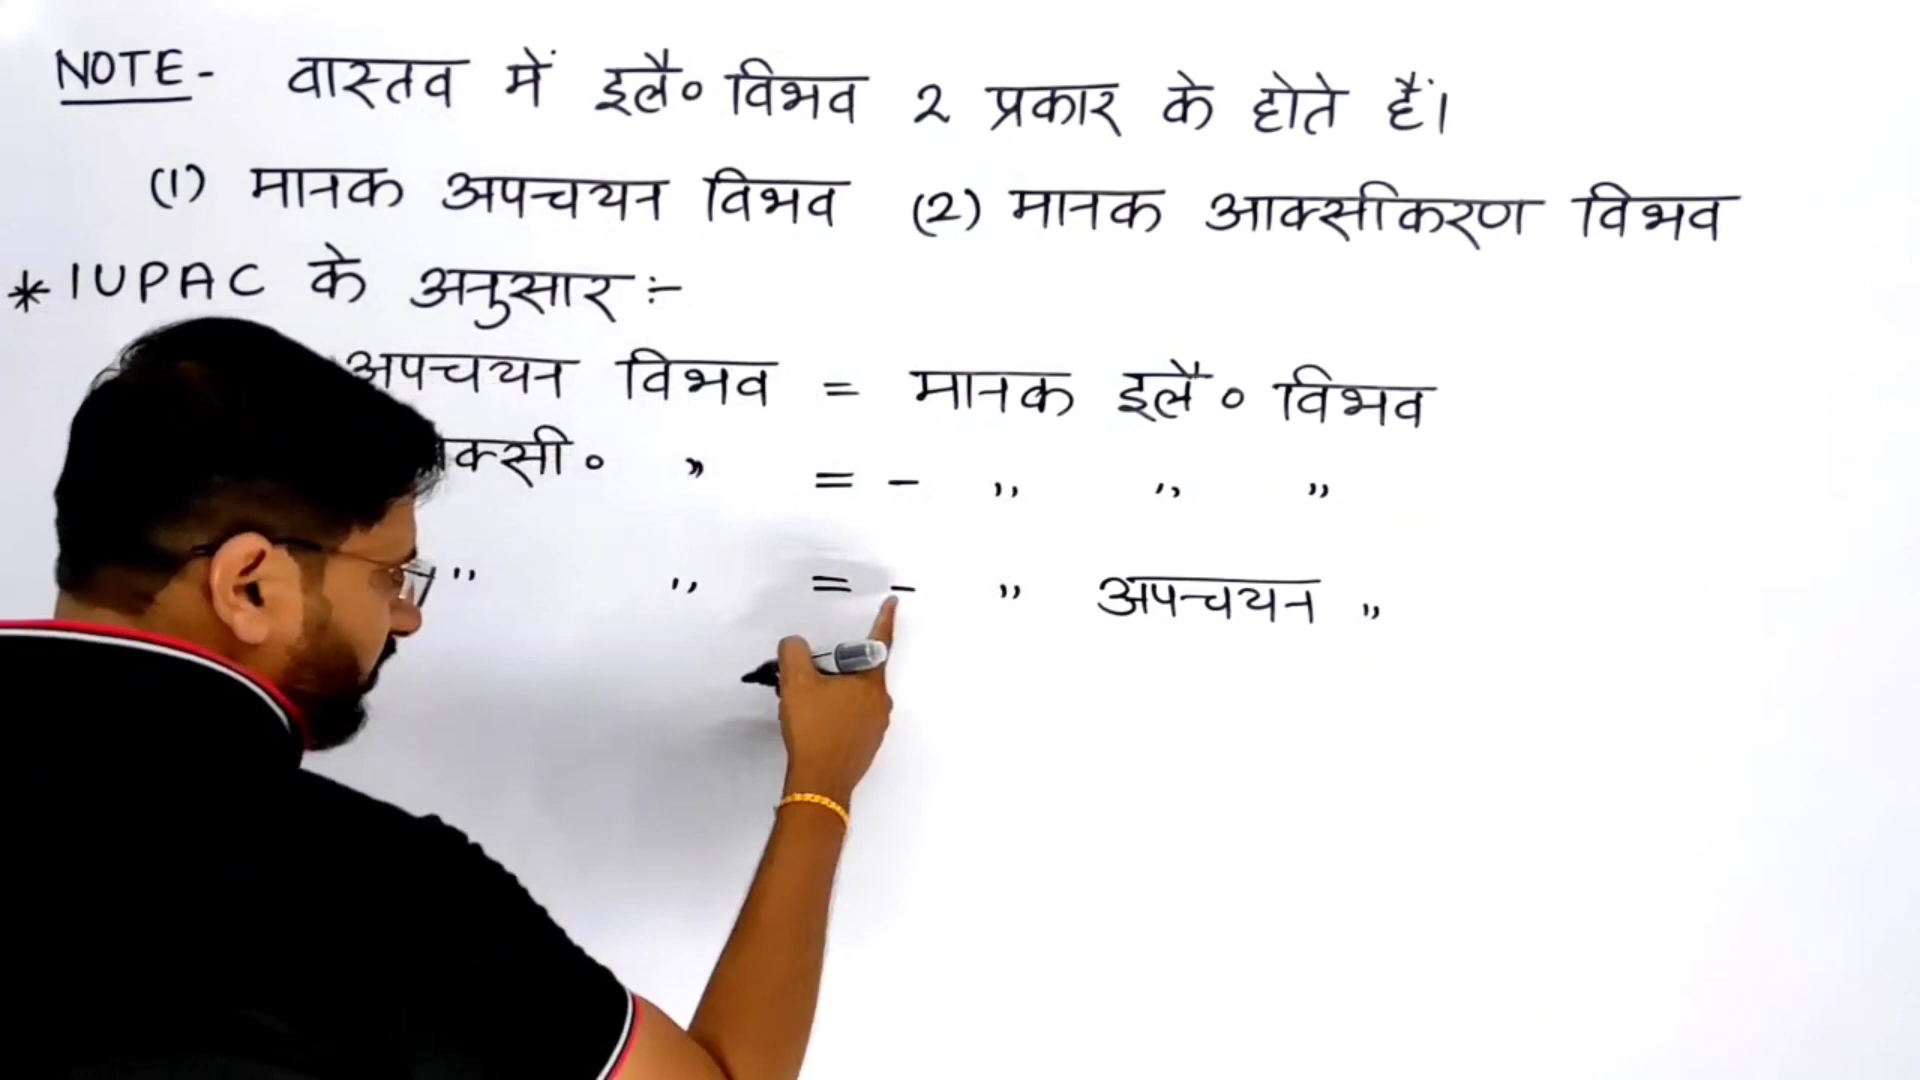 NOTE- वास्तव में इलै० विभव 2 प्रकार के होते हैं।
(1) मानक अपचयन विभव (2) मानक आक्सीकरण विभव
* IUPAC के अनुसार :-
अपचयन विभव = मानक इलै० विभव
क्सी० " = - " " "
" " = - " अपचयन "